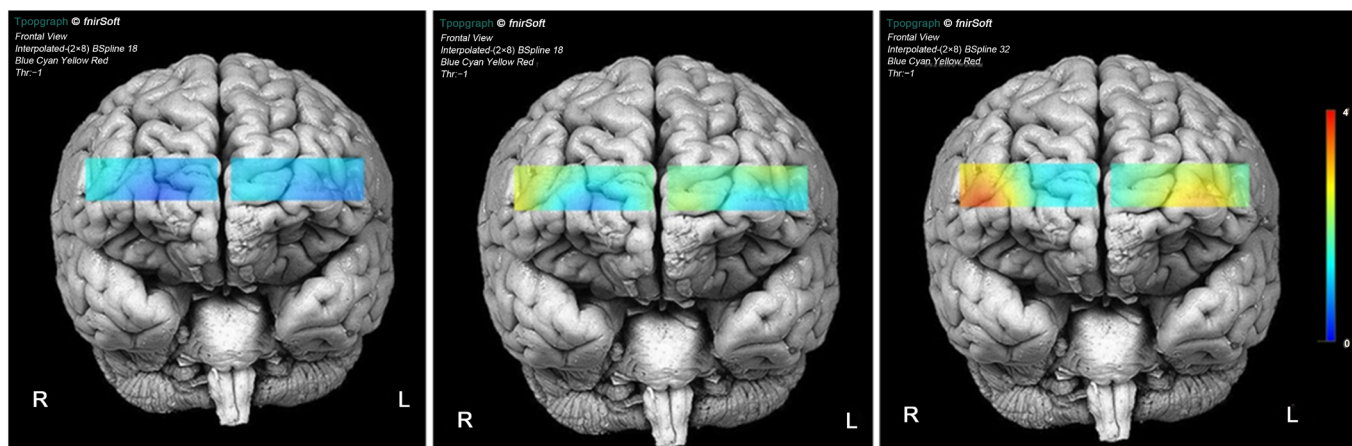 Tpopgraph © fnirSoft
Frontal View
Interpolated-(2×8) BSpline 18
Blue Cyan Yellow Red
Thr:−1
R
L
Tpopgraph © fnirSoft
Frontal View
Interpolated-(2×8) BSpline 18
Blue Cyan Yellow Red
Thr:−1
R
L
Tpopgraph © fnirSoft
Frontal View
Interpolated-(2×8) BSpline 32
Blue Cyan Yellow Red
Thr:−1
R
L
4
0